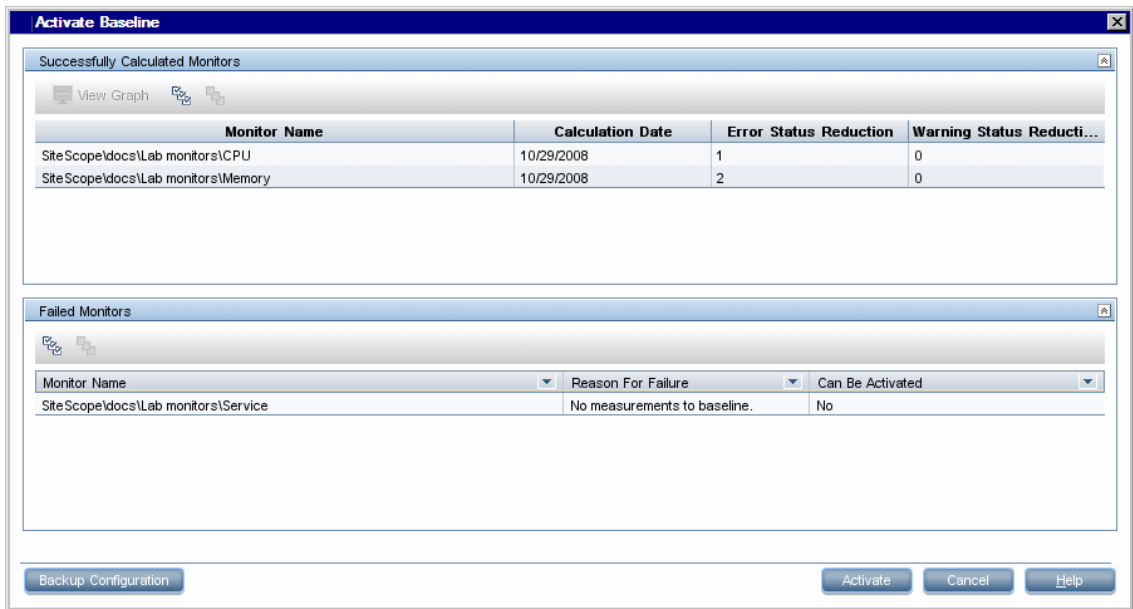 Activate Baseline
Successfully Calculated Monitors
View Graph
Monitor Name Calculation Date Error Status Reduction Warning Status Reducti...
SiteScope\docs\Lab monitors\CPU 10/29/2008 1 0
SiteScope\docs\Lab monitors\Memory 10/29/2008 2 0
Failed Monitors
Monitor Name Reason For Failure Can Be Activated
SiteScope\docs\Lab monitors\Service No measurements to baseline. No
Backup Configuration Activate Cancel Help